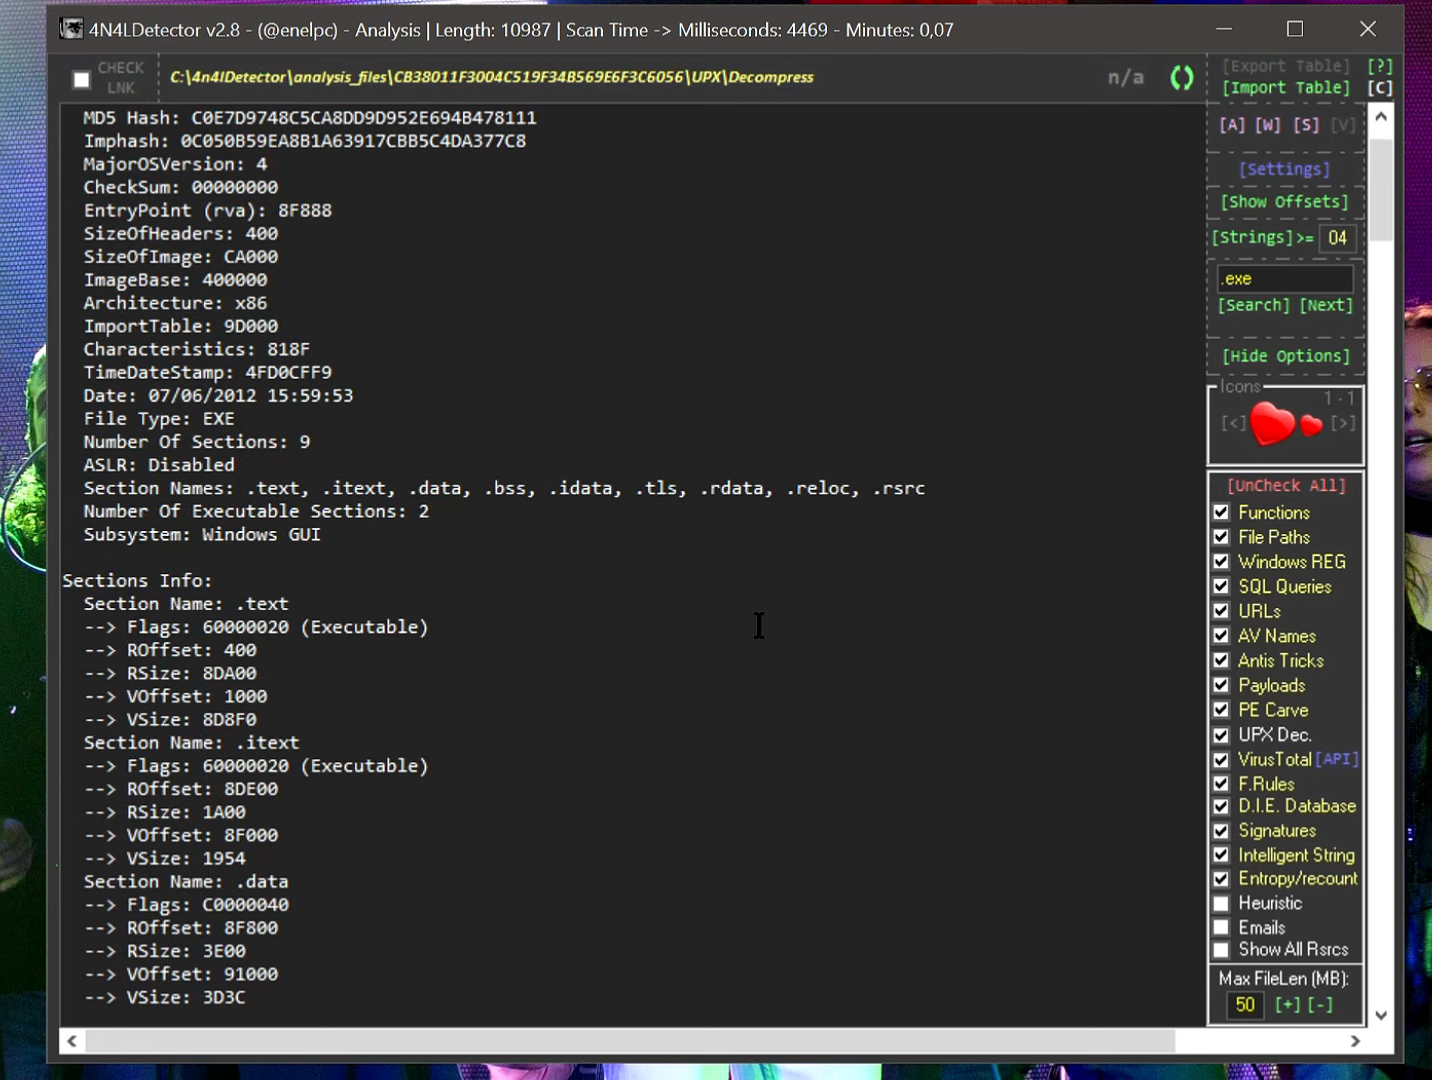 4N4LDetector v2.8 - (@enelpc) - Analysis | Length: 10987 | Scan Time -> Milliseconds: 4469 - Minutes: 0,07
CHECK
LNK
C:\4n4lDetector\analysis_files\CB38011F3004C519F34B569E6F3C6056\UPX\Decompress
n/a
[Export Table] [?]
[Import Table] [C]
MD5 Hash: C0E7D9748C5CA8DD9D952E694B478111
Imphash: 0C050B59EA8B1A63917CBB5C4DA377C8
MajorOSVersion: 4
CheckSum: 00000000
EntryPoint (rva): 8F888
SizeOfHeaders: 400
SizeOfImage: CA000
ImageBase: 400000
Architecture: x86
ImportTable: 9D000
Characteristics: 818F
TimeDateStamp: 4FD0CFF9
Date: 07/06/2012 15:59:53
File Type: EXE
Number Of Sections: 9
ASLR: Disabled
Section Names: .text, .itext, .data, .bss, .idata, .tls, .rdata, .reloc, .rsrc
Number Of Executable Sections: 2
Subsystem: Windows GUI
Sections Info:
Section Name: .text
--> Flags: 60000020 (Executable)
--> ROffset: 400
--> RSize: 8DA00
--> VOffset: 1000
--> VSize: 8D8F0
Section Name: .itext
--> Flags: 60000020 (Executable)
--> ROffset: 8DE00
--> RSize: 1A00
--> VOffset: 8F000
--> VSize: 1954
Section Name: .data
--> Flags: C0000040
--> ROffset: 8F800
--> RSize: 3E00
--> VOffset: 91000
--> VSize: 3D3C
[A] [W] [S] [V]
[Settings]
[Show Offsets]
[Strings]>= 04
.exe
[Search] [Next]
[Hide Options]
Icons
1 - 1
[<] [>]
[UnCheck All]
Functions
File Paths
Windows REG
SQL Queries
URLs
AV Names
Antis Tricks
Payloads
PE Carve
UPX Dec.
VirusTotal [API]
F.Rules
D.I.E. Database
Signatures
Intelligent String
Entropy/recount
Heuristic
Emails
Show All Rsrcs
Max FileLen (MB):
50 [+] [-]